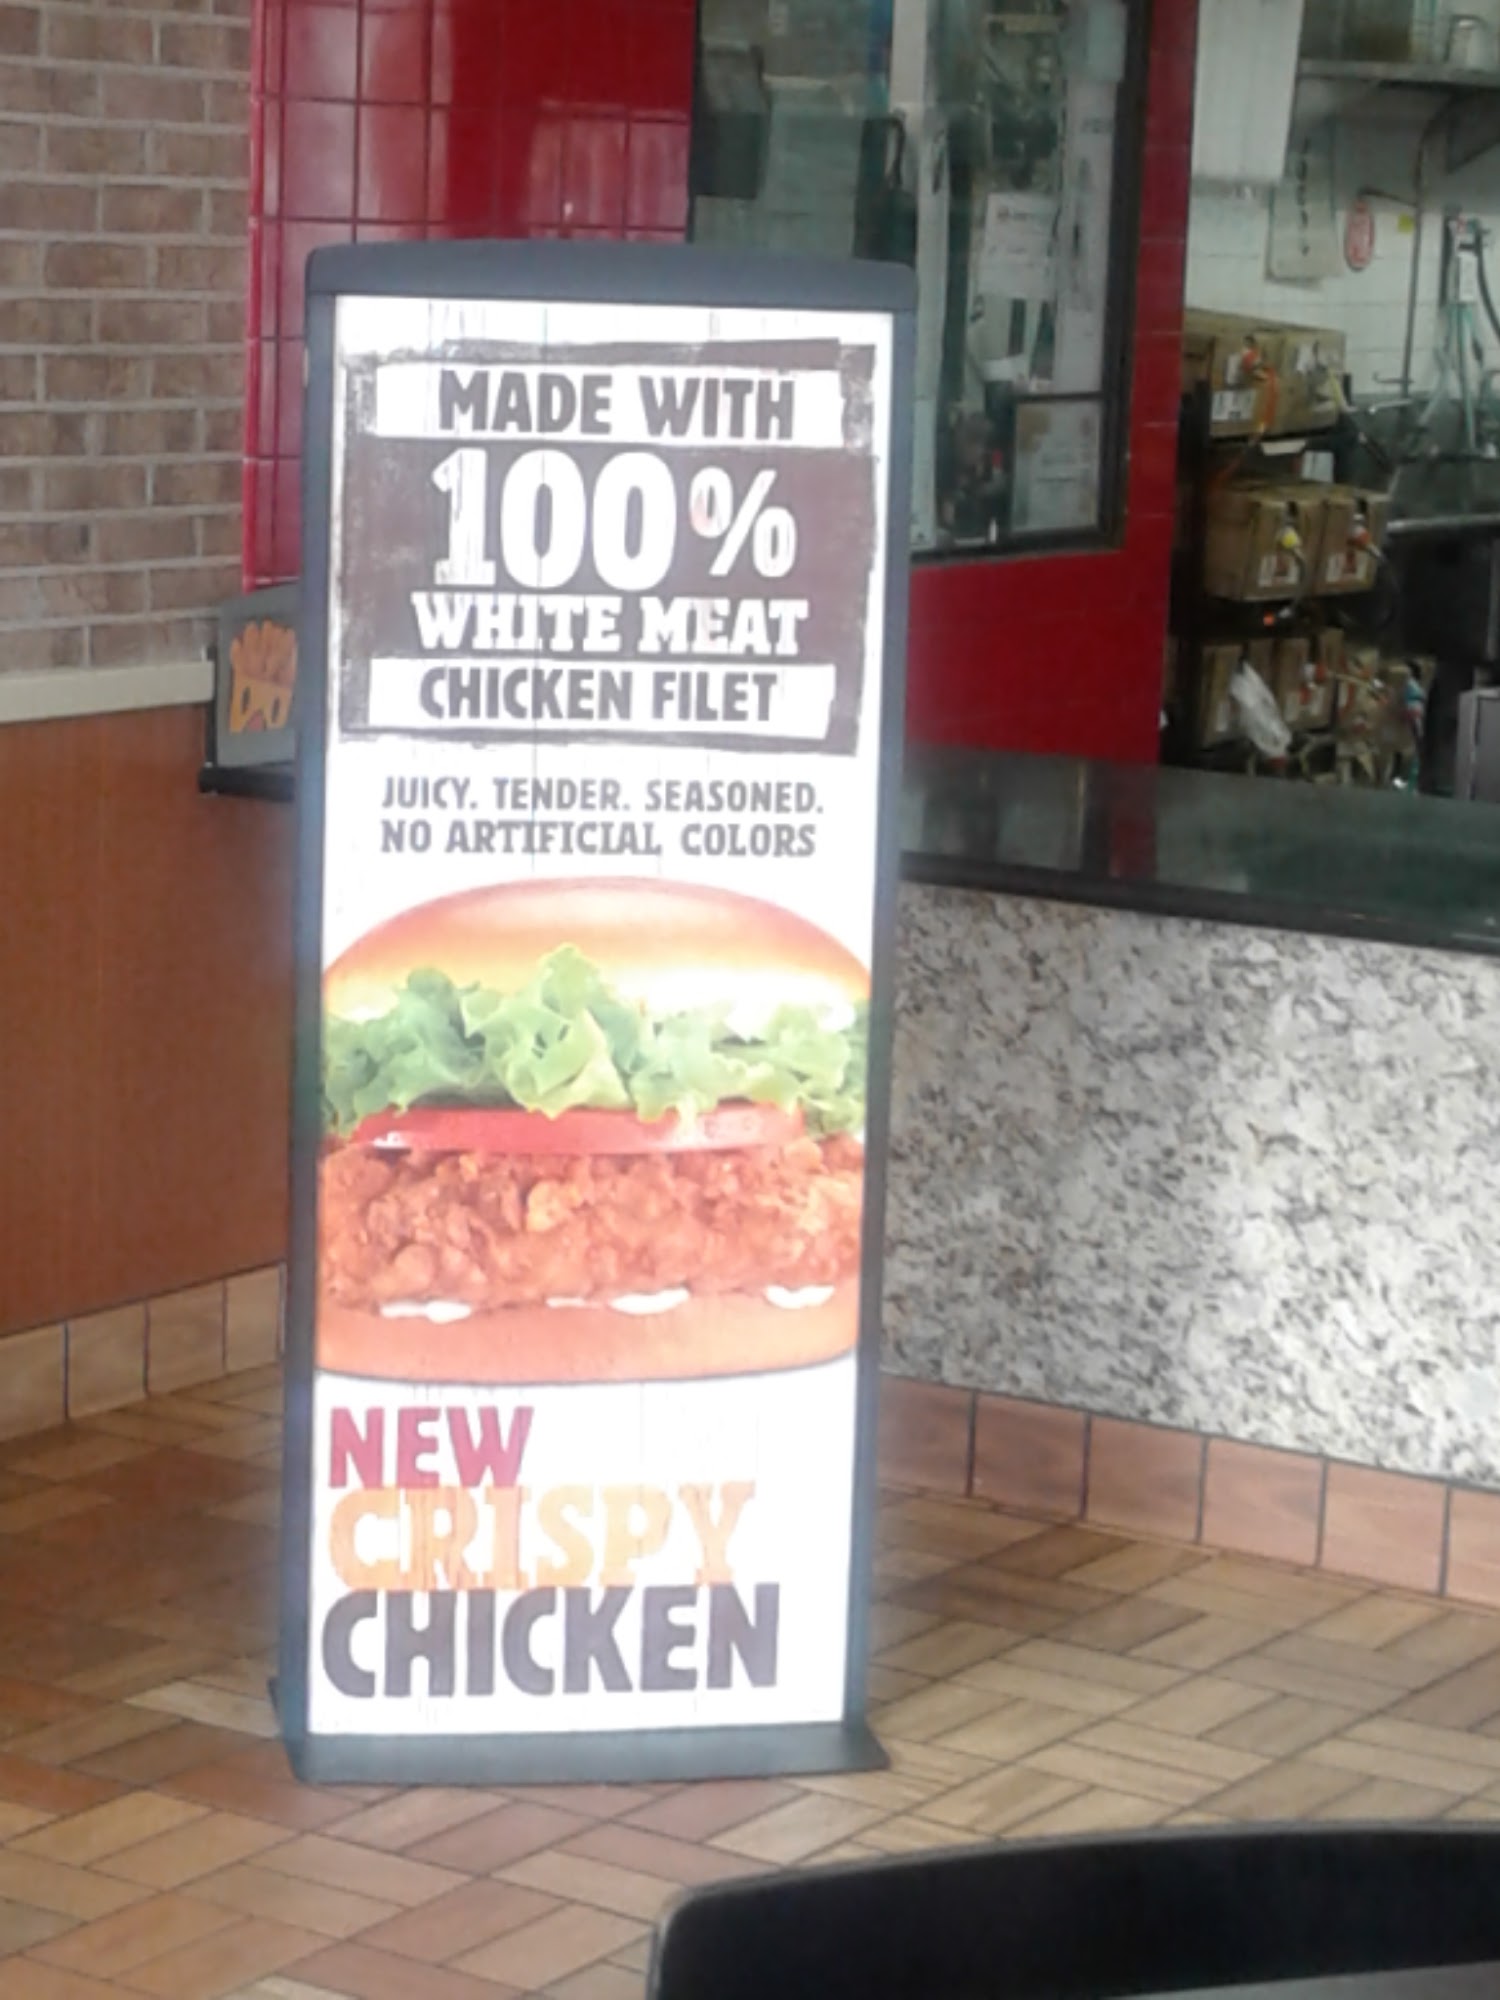 MADE WITH
100%
WHITE MEAT
CHICKEN FILET
JUICY. TENDER. SEASONED.
NO ARTIFICIAL COLORS
NEW
CRISPY
CHICKEN